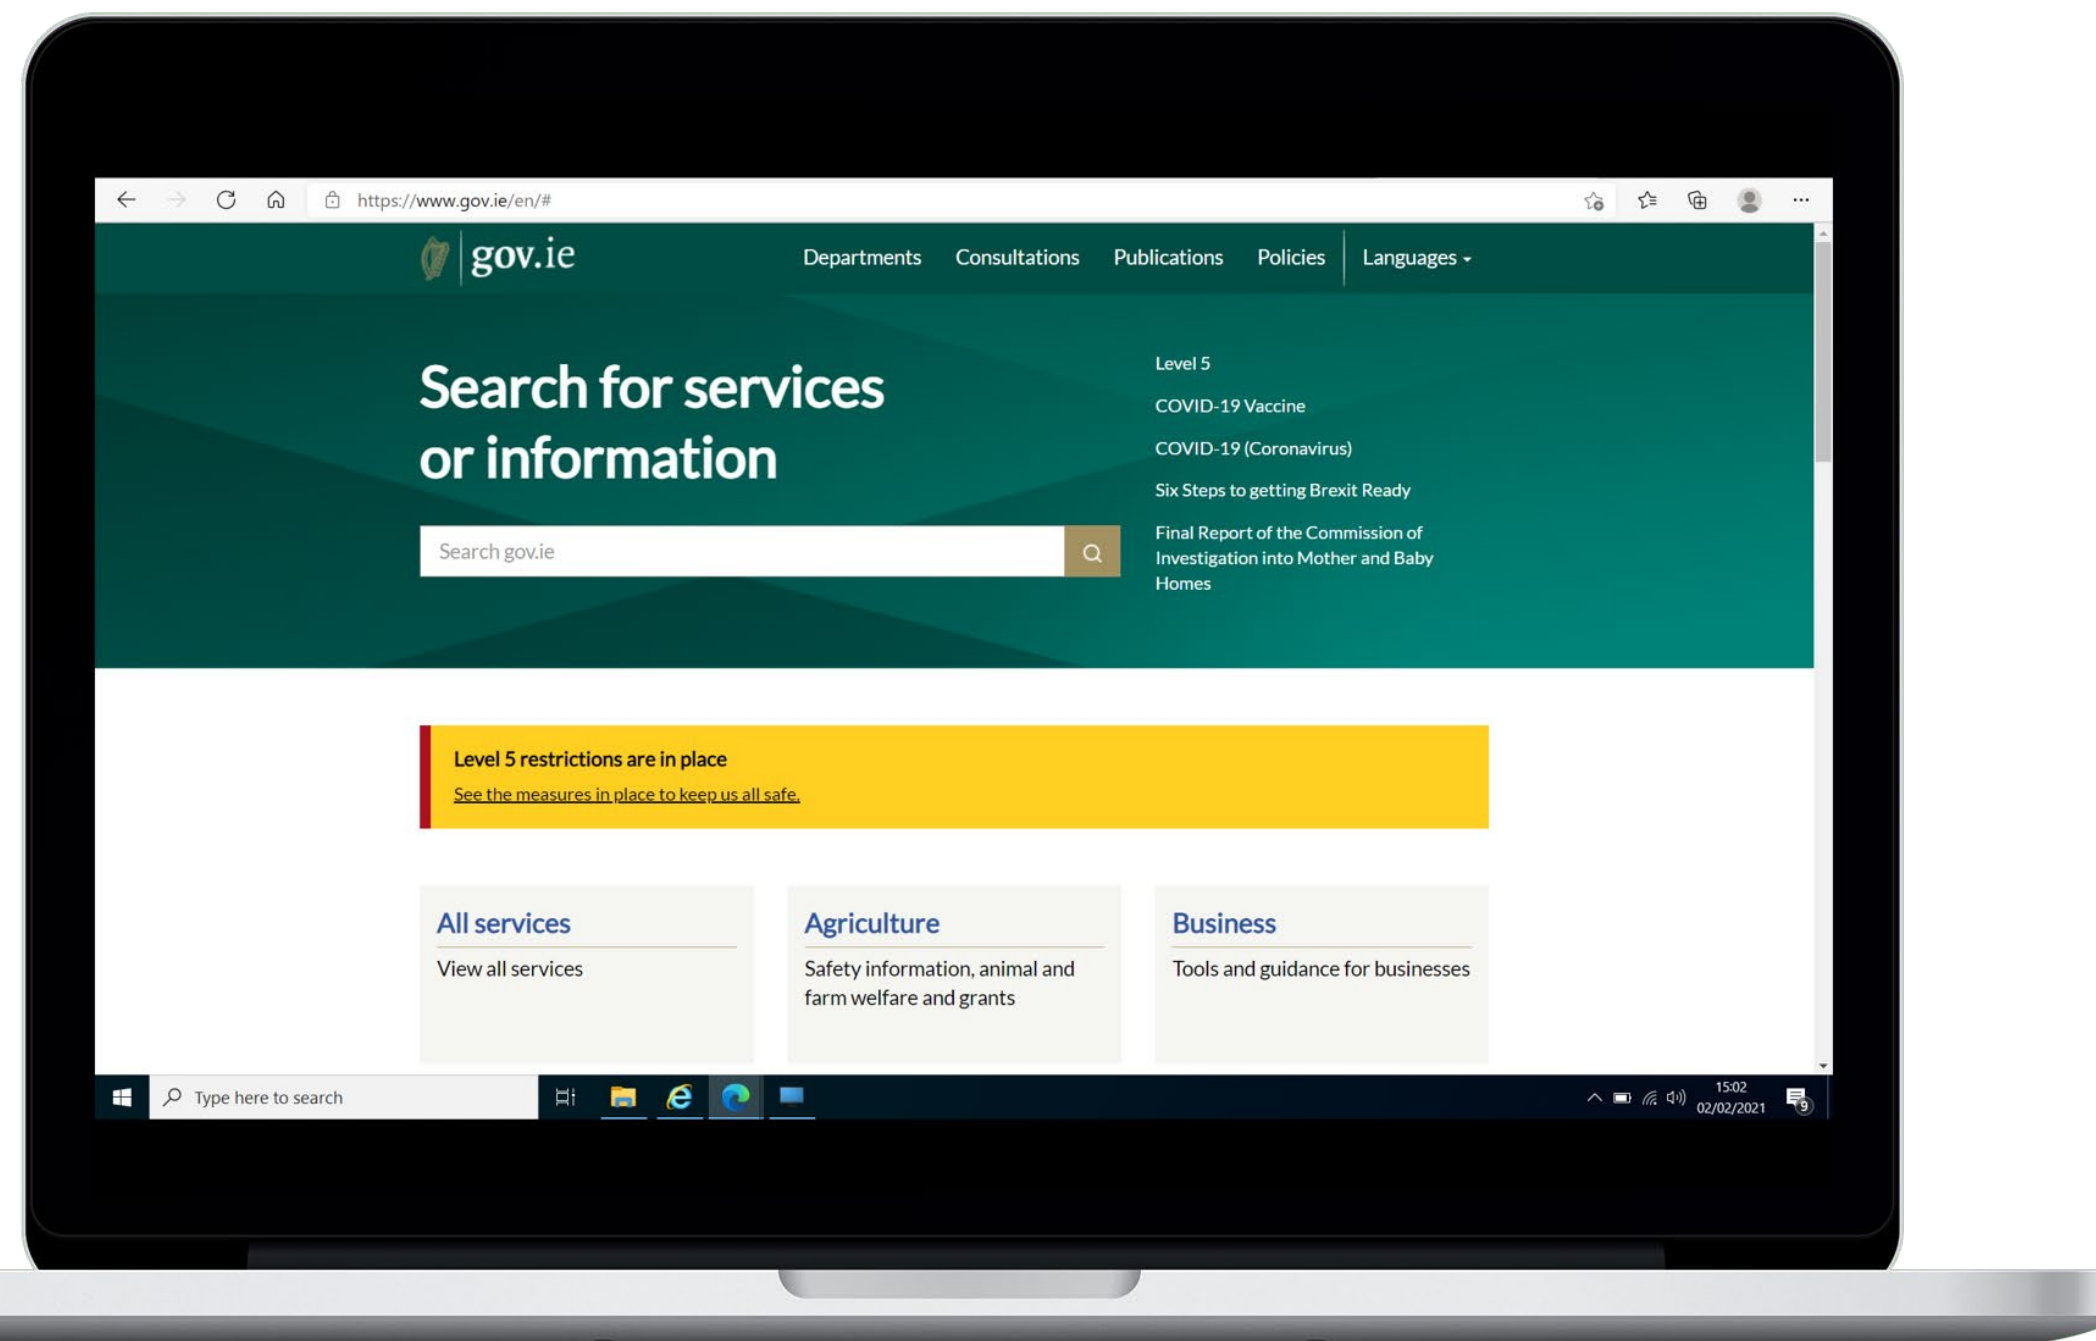 https://www.gov.ie/en/#
gov.ie
Departments
Consultations
Publications
Policies
Languages
Search for services
or information
Search gov.ie
Level 5
COVID-19 Vaccine
COVID-19 (Coronavirus)
Six Steps to getting Brexit Ready
Final Report of the Commission of
Investigation into Mother and Baby
Homes
Level 5 restrictions are in place
See the measures in place to keep us all safe.
All services
View all services
Agriculture
Safety information, animal and
farm welfare and grants
Business
Tools and guidance for businesses
Type here to search
15:02
02/02/2021
9